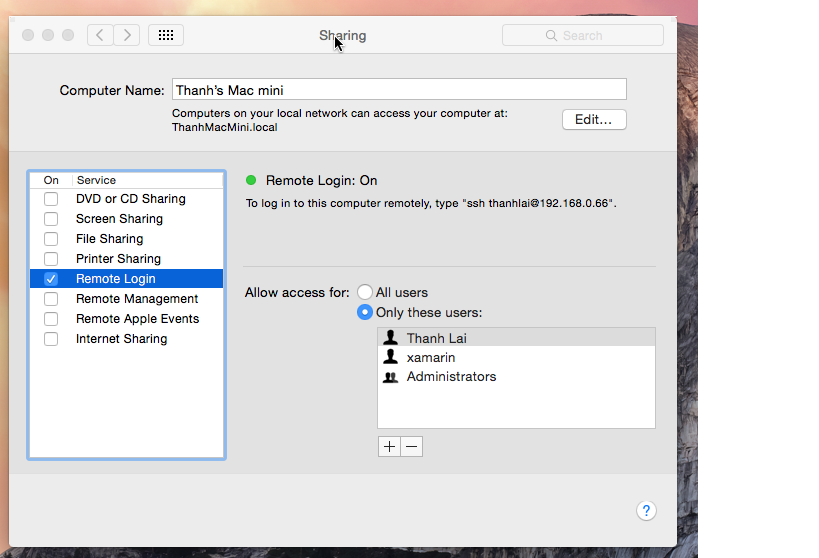 Sharing
Search
Computer Name:
Thanh's Mac mini
Computers on your local network can access your computer at:
ThanhMacMini.local
Edit...
On Service
DVD or CD Sharing
Screen Sharing
File Sharing
Printer Sharing
Remote Login
Remote Management
Remote Apple Events
Internet Sharing
Remote Login: On
To log in to this computer remotely, type "ssh thanhlai@192.168.0.66".
Allow access for:
All users
Only these users:
Thanh Lai
xamarin
Administrators
+ −
?